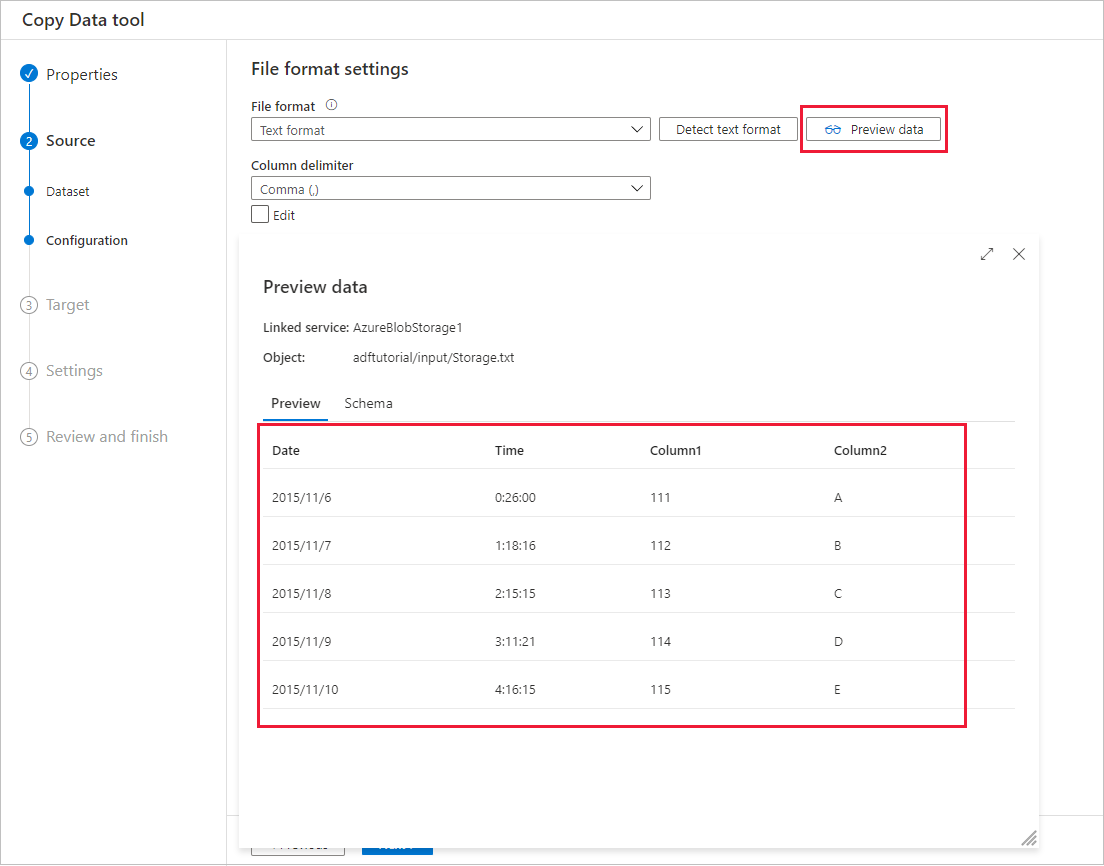 Copy Data tool
Properties
2 Source
Dataset
Configuration
3 Target
4 Settings
5 Review and finish
File format settings
File format
Text format
Detect text format
Preview data
Column delimiter
Comma (,)
Edit
Preview data
Linked service: AzureBlobStorage1
Object: adftutorial/input/Storage.txt
Preview Schema
Date Time Column1 Column2
2015/11/6 0:26:00 111 A
2015/11/7 1:18:16 112 B
2015/11/8 2:15:15 113 C
2015/11/9 3:11:21 114 D
2015/11/10 4:16:15 115 E